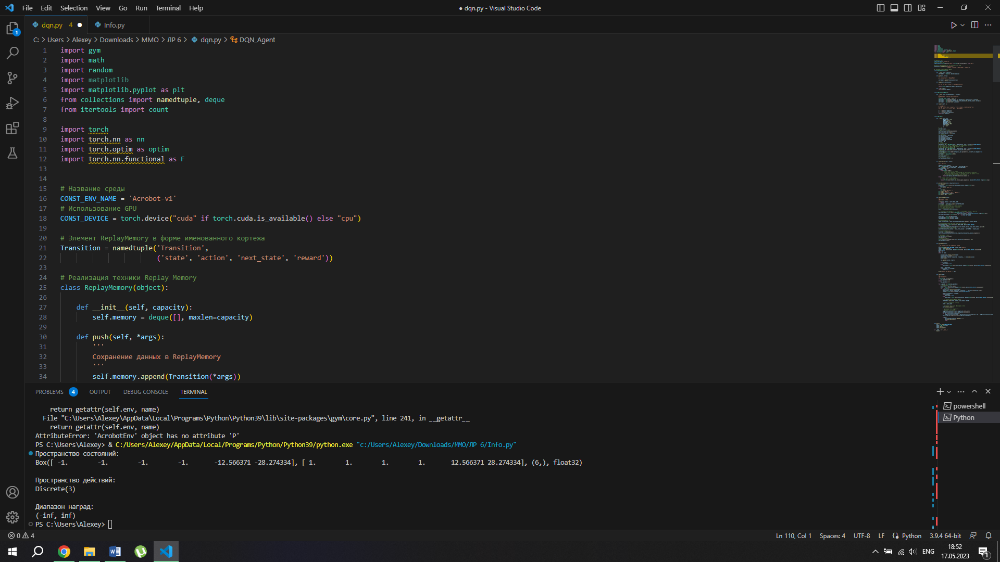 File Edit Selection View Go Run Terminal Help
● dqn.py - Visual Studio Code
dqn.py 4 ●
Info.py
1
C: > Users > Alexey > Downloads > MMO > ЛР 6 > dqn.py > DQN_Agent
1 import gym
2 import math
3 import random
4 import matplotlib
5 import matplotlib.pyplot as plt
6 from collections import namedtuple, deque
7 from itertools import count
8
9 import torch
10 import torch.nn as nn
11 import torch.optim as optim
12 import torch.nn.functional as F
13
14
15 # Название среды
16 CONST_ENV_NAME = 'Acrobot-v1'
17 # Использование GPU
18 CONST_DEVICE = torch.device("cuda" if torch.cuda.is_available() else "cpu")
19
20 # Элемент ReplayMemory в форме именованного кортежа
21 Transition = namedtuple('Transition',
22 ('state', 'action', 'next_state', 'reward'))
23
24 # Реализация техники Replay Memory
25 class ReplayMemory(object):
26
27 def __init__(self, capacity):
28 self.memory = deque([], maxlen=capacity)
29
30 def push(self, *args):
31 '''
32 Сохранение данных в ReplayMemory
33 '''
34 self.memory.append(Transition(*args))
PROBLEMS 4 OUTPUT DEBUG CONSOLE TERMINAL
return getattr(self.env, name)
File "C:\Users\Alexey\AppData\Local\Programs\Python\Python39\lib\site-packages\gym\core.py", line 241, in __getattr__
return getattr(self.env, name)
AttributeError: 'AcrobotEnv' object has no attribute 'P'
PS C:\Users\Alexey> & C:/Users/Alexey/AppData/Local/Programs/Python/Python39/python.exe "c:/Users/Alexey/Downloads/MMO/ЛР 6/Info.py"
Пространство состояний:
Box([ -1. -1. -1. -1. -12.566371 -28.274334], [ 1. 1. 1. 1. 12.566371 28.274334], (6,), float32)
Пространство действий:
Discrete(3)
Диапазон наград:
(-inf, inf)
PS C:\Users\Alexey>
powershell
Python
0 4
Ln 110, Col 1 Spaces: 4 UTF-8 LF Python 3.9.4 64-bit
ENG
18:52
17.05.2023
1